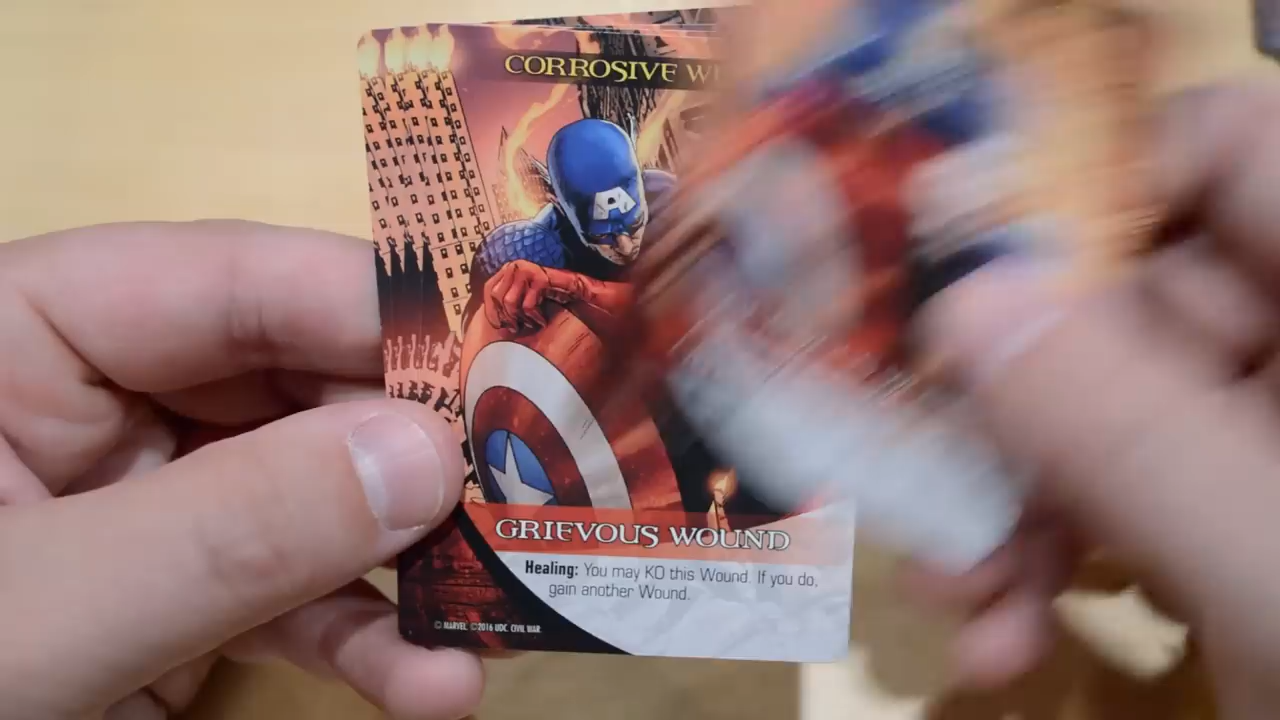 CORROSIVE
GRIEVOUS WOUND
Healing: You may KO this Wound. If you do,
gain another Wound.
© MARVEL. ©2016 UDC. CIVIL WAR.